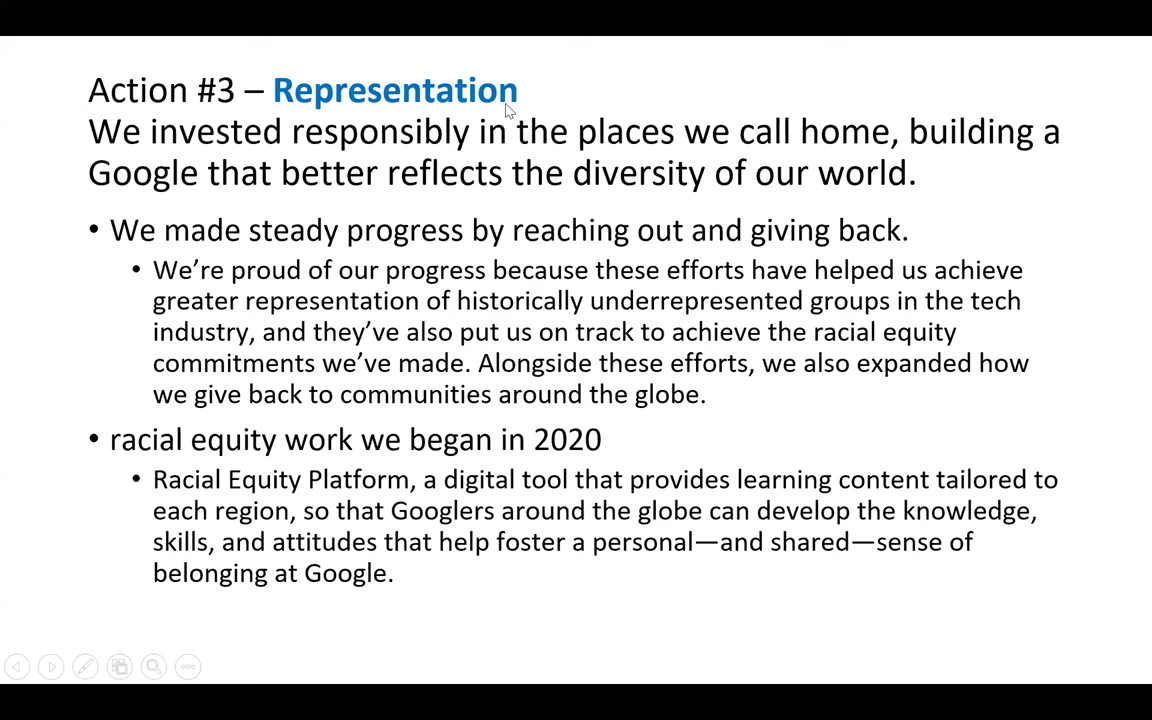 Action #3 – Representation
We invested responsibly in the places we call home, building a
Google that better reflects the diversity of our world.
• We made steady progress by reaching out and giving back.
• We’re proud of our progress because these efforts have helped us achieve
greater representation of historically underrepresented groups in the tech
industry, and they’ve also put us on track to achieve the racial equity
commitments we’ve made. Alongside these efforts, we also expanded how
we give back to communities around the globe.
• racial equity work we began in 2020
• Racial Equity Platform, a digital tool that provides learning content tailored to
each region, so that Googlers around the globe can develop the knowledge,
skills, and attitudes that help foster a personal—and shared—sense of
belonging at Google.